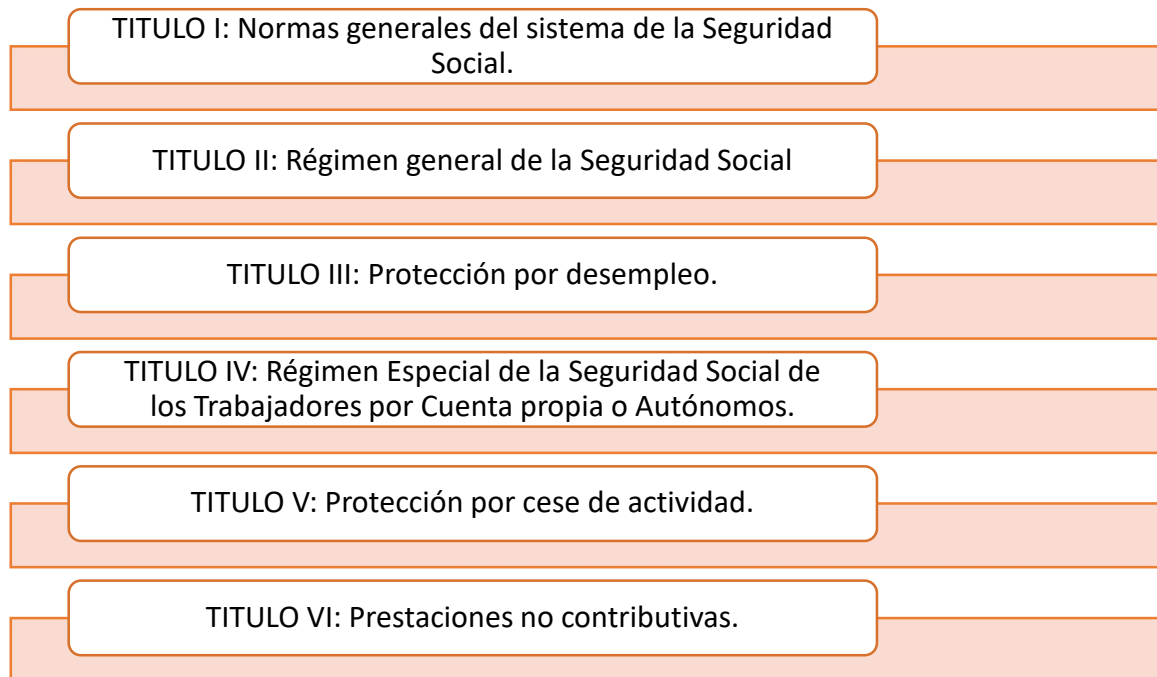 TITULO I: Normas generales del sistema de la Seguridad
Social.
TITULO II: Régimen general de la Seguridad Social
TITULO III: Protección por desempleo.
TITULO IV: Régimen Especial de la Seguridad Social de
los Trabajadores por Cuenta propia o Autónomos.
TITULO V: Protección por cese de actividad.
TITULO VI: Prestaciones no contributivas.